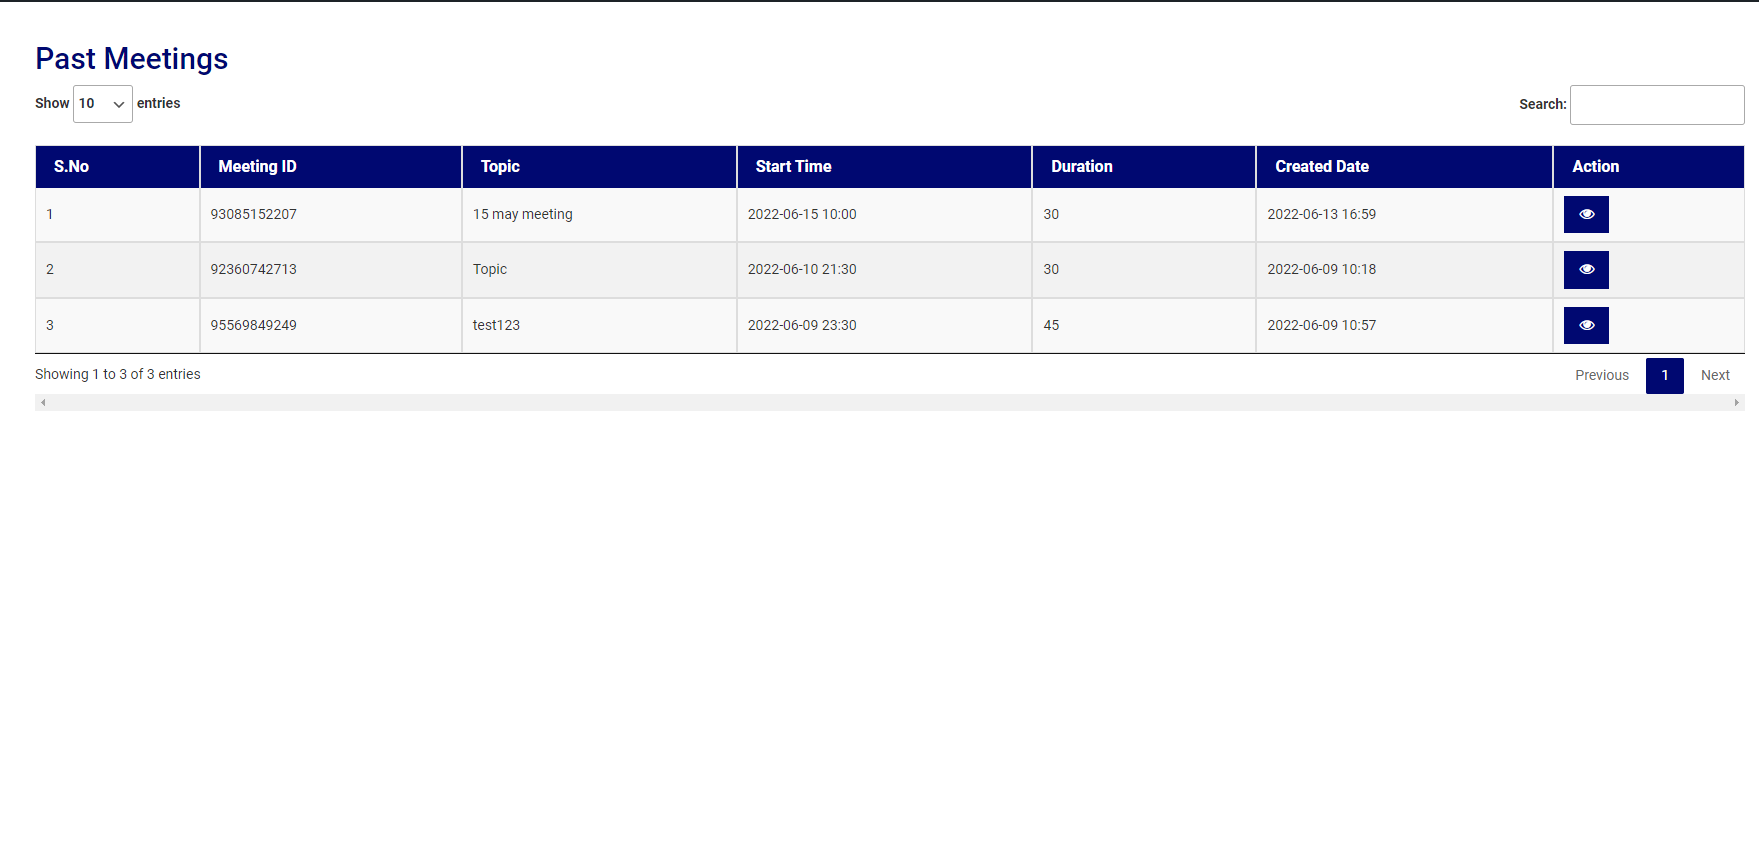 Past Meetings
Show 10 entries Search:
S.No Meeting ID Topic Start Time Duration Created Date Action
1 93085152207 15 may meeting 2022-06-15 10:00 30 2022-06-13 16:59
2 92360742713 Topic 2022-06-10 21:30 30 2022-06-09 10:18
3 95569849249 test123 2022-06-09 23:30 45 2022-06-09 10:57
Showing 1 to 3 of 3 entries Previous 1 Next